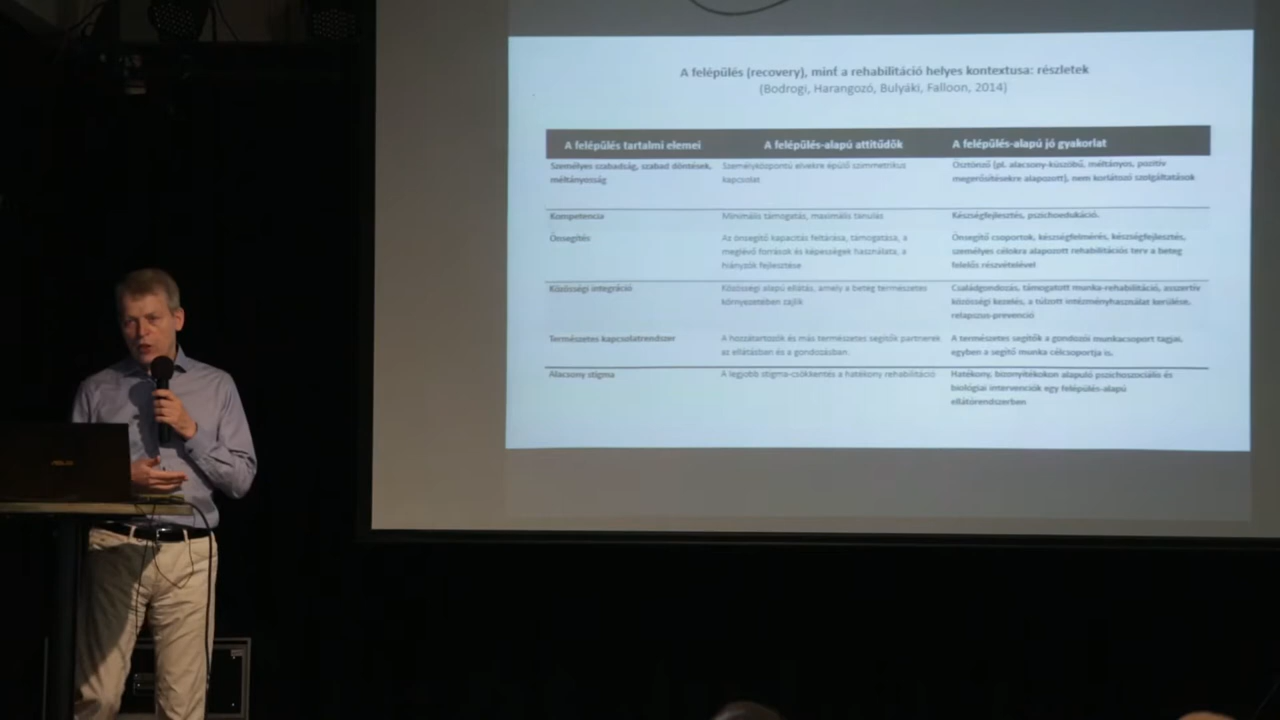 A felépülés (recovery), mint a rehabilitáció helyes kontextusa: részletek
(Bodrogi, Harangozó, Bulyáki, Falloon, 2014)
A felépülés tartalmi elemei
A felépülés-alapú attitűdök
A felépülés-alapú jó gyakorlat
Személyes szabadság, szabad döntések,
méltányosság
Személyközpontú elvekre épülő szimmetrikus
kapcsolat
Ösztönző (pl. alacsony-küszöbű, méltányos, pozitív
megerősítésekre alapozott), nem korlátozó szolgáltatások
Kompetencia
Minimális támogatás, maximális tanulás
Készségfejlesztés, pszichoedukáció.
Önsegítés
Az önsegítő kapacitás feltárása, támogatása, a
meglévő források és képességek használata, a
hiányzók fejlesztése
Önsegítő csoportok, készségfelmérés, készségfejlesztés,
személyes célokra alapozott rehabilitációs terv a beteg
felelős részvételével
Közösségi integráció
Közösségi alapú ellátás, amely a beteg természetes
környezetében zajlik
Családgondozás, támogatott munka-rehabilitáció, asszertív
közösségi kezelés, a túlzott intézményhasználat kerülése,
relapszus-prevenció
Természetes kapcsolatrendszer
A hozzátartozók és más természetes segítők partnerek
az ellátásban és a gondozásban.
A természetes segítők a gondozói munkacsoport tagjai,
egyben a segítő munka célcsoportja is.
Alacsony stigma
A legjobb stigma-csökkentés a hatékony rehabilitáció
Hatékony, bizonyítékokon alapuló pszichoszociális és
biológiai intervenciók egy felépülés-alapú
ellátórendszerben
ASUS